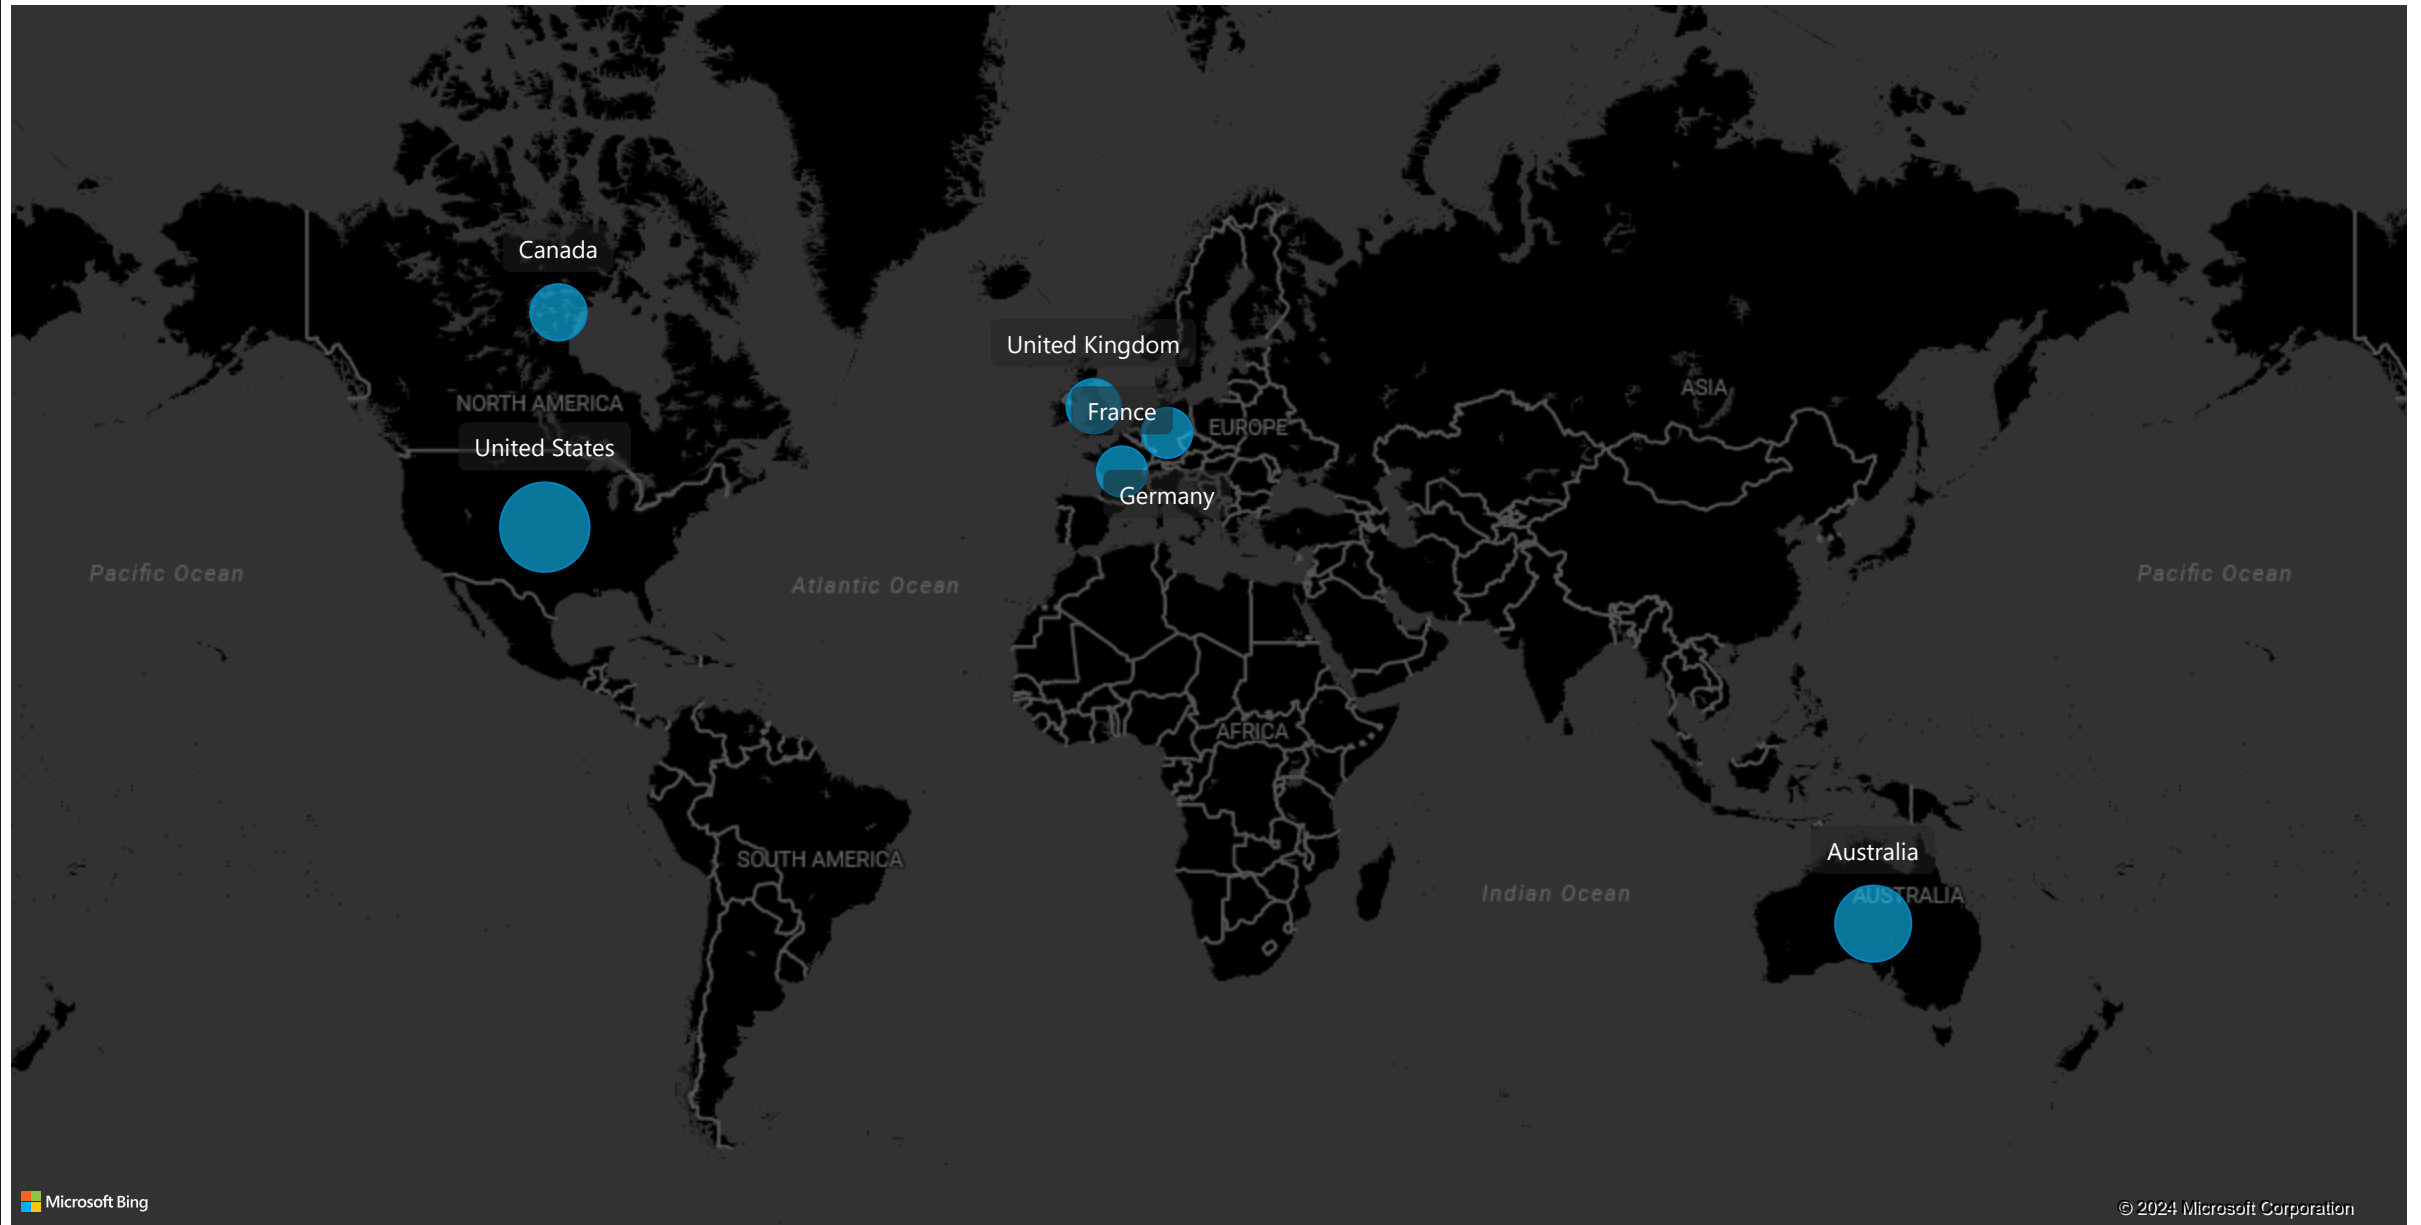 Canada
United Kingdom
ASIA
NORTH AMERICA
France
EUROPE
United States
Germany
Pacific Ocean
Atlantic Ocean
Pacific Ocean
AFRICA
SOUTH AMERICA
Australia
Indian Ocean
AUSTRALIA
Microsoft Bing
© 2024 Microsoft Corporation